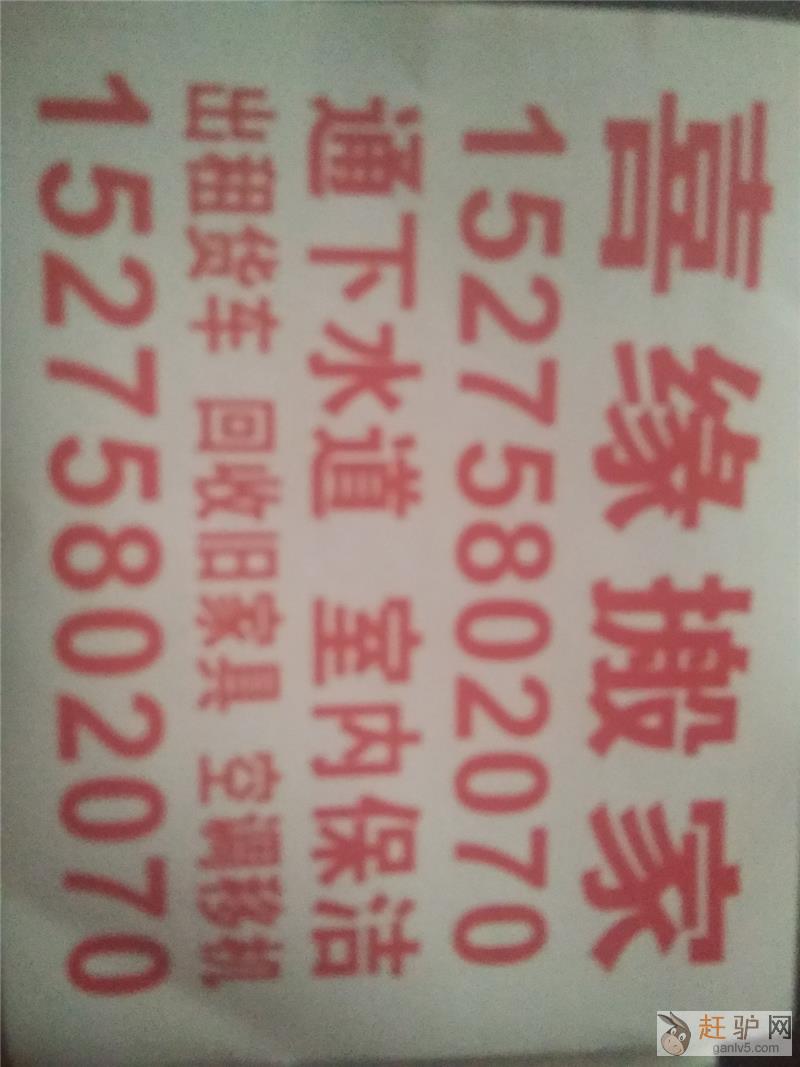 喜缘搬家
15275802070
通下水道 室内保洁
出租货车 回收旧家具 空调移机
15275802070
赶驴网
ganlv5.com